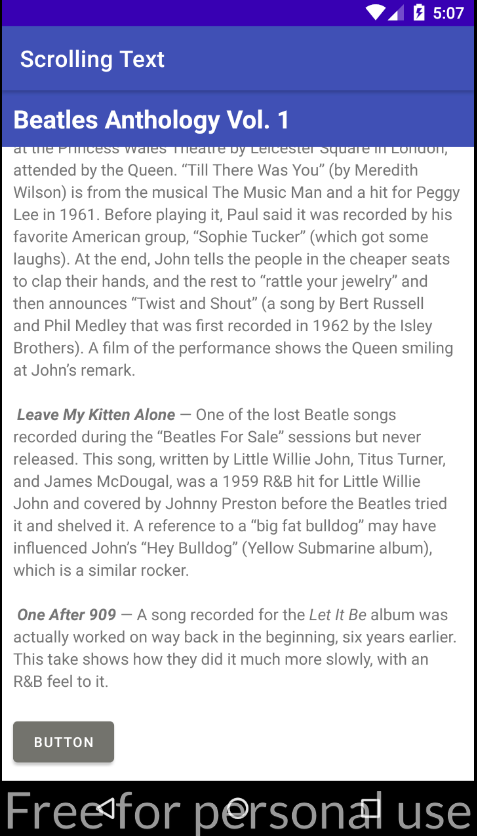 5:07
Scrolling Text
Beatles Anthology Vol. 1
at the Princess Wales Theatre by Leicester Square in London,
attended by the Queen. “Till There Was You” (by Meredith
Wilson) is from the musical The Music Man and a hit for Peggy
Lee in 1961. Before playing it, Paul said it was recorded by his
favorite American group, “Sophie Tucker” (which got some
laughs). At the end, John tells the people in the cheaper seats
to clap their hands, and the rest to “rattle your jewelry” and
then announces “Twist and Shout” (a song by Bert Russell
and Phil Medley that was first recorded in 1962 by the Isley
Brothers). A film of the performance shows the Queen smiling
at John’s remark.
Leave My Kitten Alone — One of the lost Beatle songs
recorded during the “Beatles For Sale” sessions but never
released. This song, written by Little Willie John, Titus Turner,
and James McDougal, was a 1959 R&B hit for Little Willie
John and covered by Johnny Preston before the Beatles tried
it and shelved it. A reference to a “big fat bulldog” may have
influenced John’s “Hey Bulldog” (Yellow Submarine album),
which is a similar rocker.
One After 909 — A song recorded for the Let It Be album was
actually worked on way back in the beginning, six years earlier.
This take shows how they did it much more slowly, with an
R&B feel to it.
BUTTON
Free for personal use